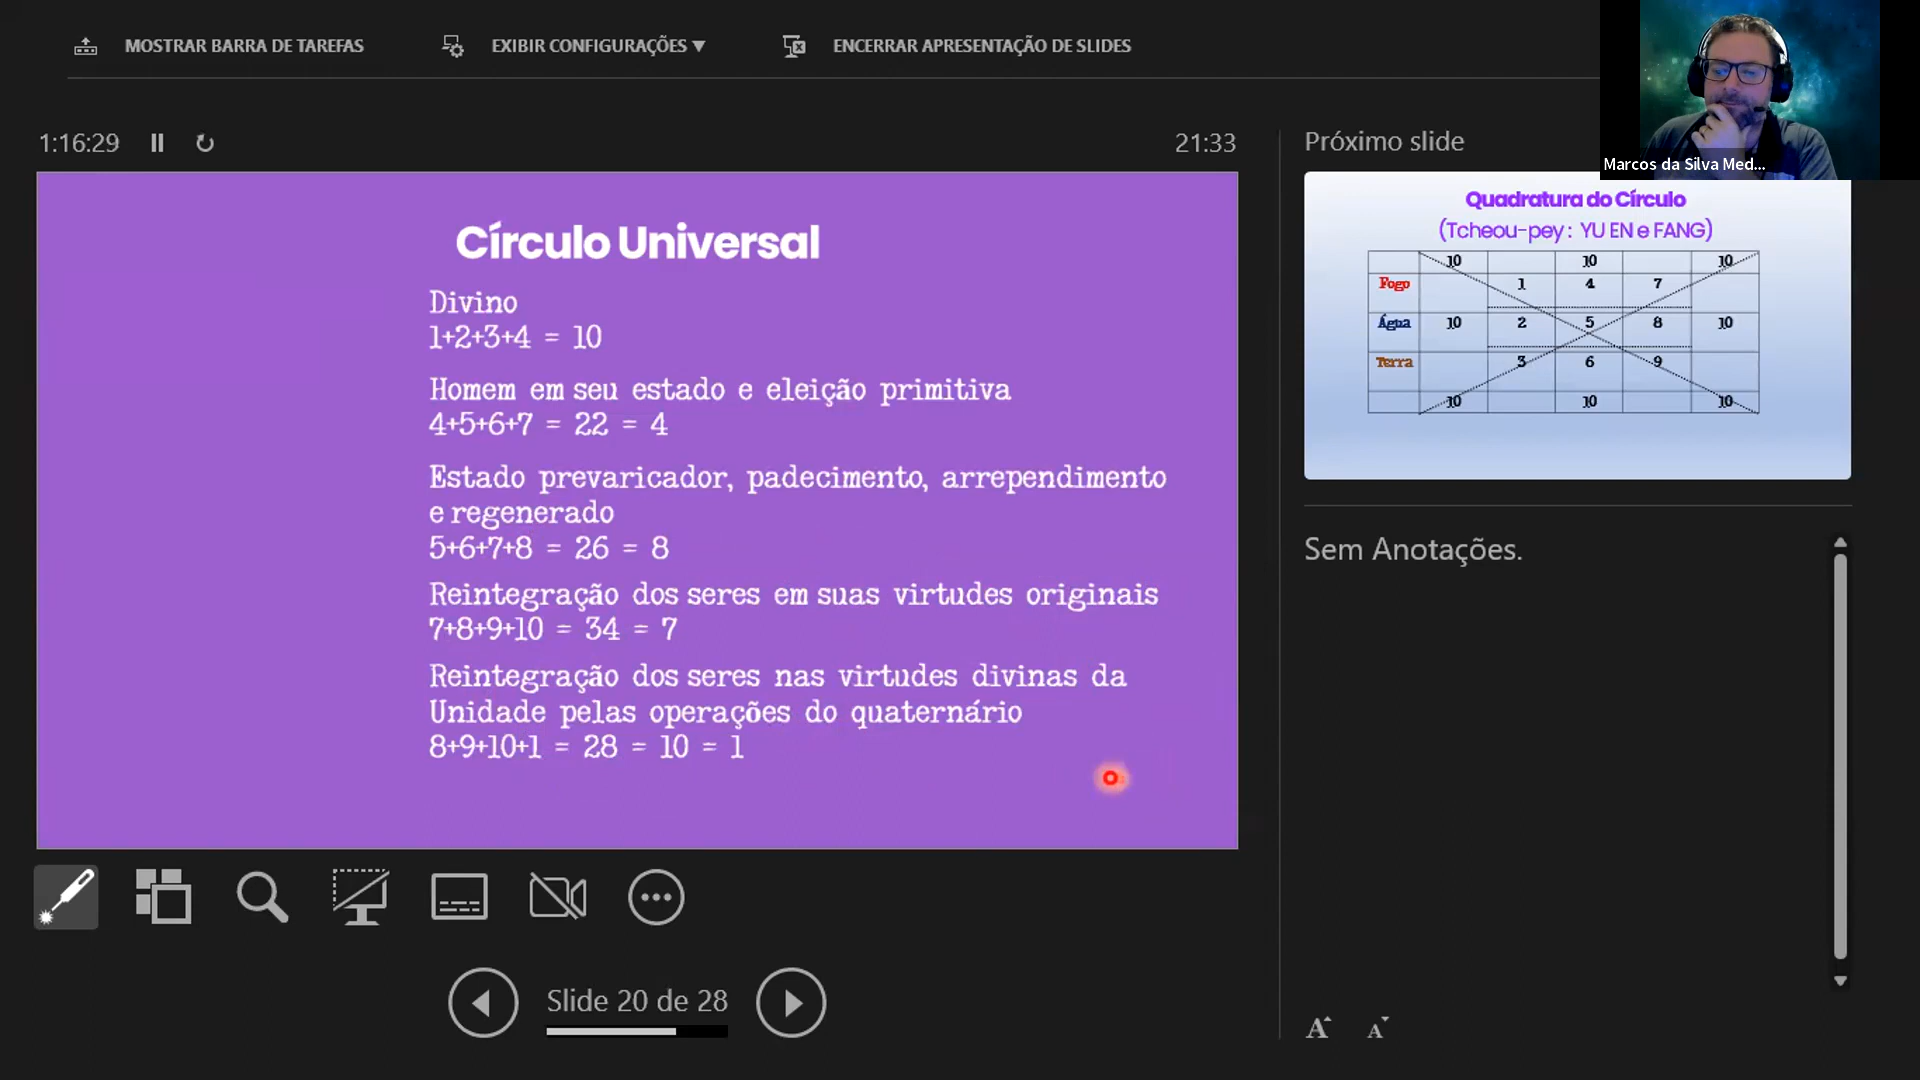 MOSTRAR BARRA DE TAREFAS EXIBIR CONFIGURAÇÕES ▼ ENCERRAR APRESENTAÇÃO DE SLIDES
Marcos da Silva Med...
1:16:29 21:33
Círculo Universal
Divino
1+2+3+4 = 10
Homem em seu estado e eleição primitiva
4+5+6+7 = 22 = 4
Estado prevaricador, padecimento, arrependimento
e regenerado
5+6+7+8 = 26 = 8
Reintegração dos seres em suas virtudes originais
7+8+9+10 = 34 = 7
Reintegração dos seres nas virtudes divinas da
Unidade pelas operações do quaternário
8+9+10+1 = 28 = 10 = 1
Slide 20 de 28
Próximo slide
Quadratura do Círculo
(Tcheou-pey : YU EN e FANG)
10 10 10
Fogo 1 4 7
Água 10 2 5 8 10
Terra 3 6 9
10 10 10
Sem Anotações.
A A